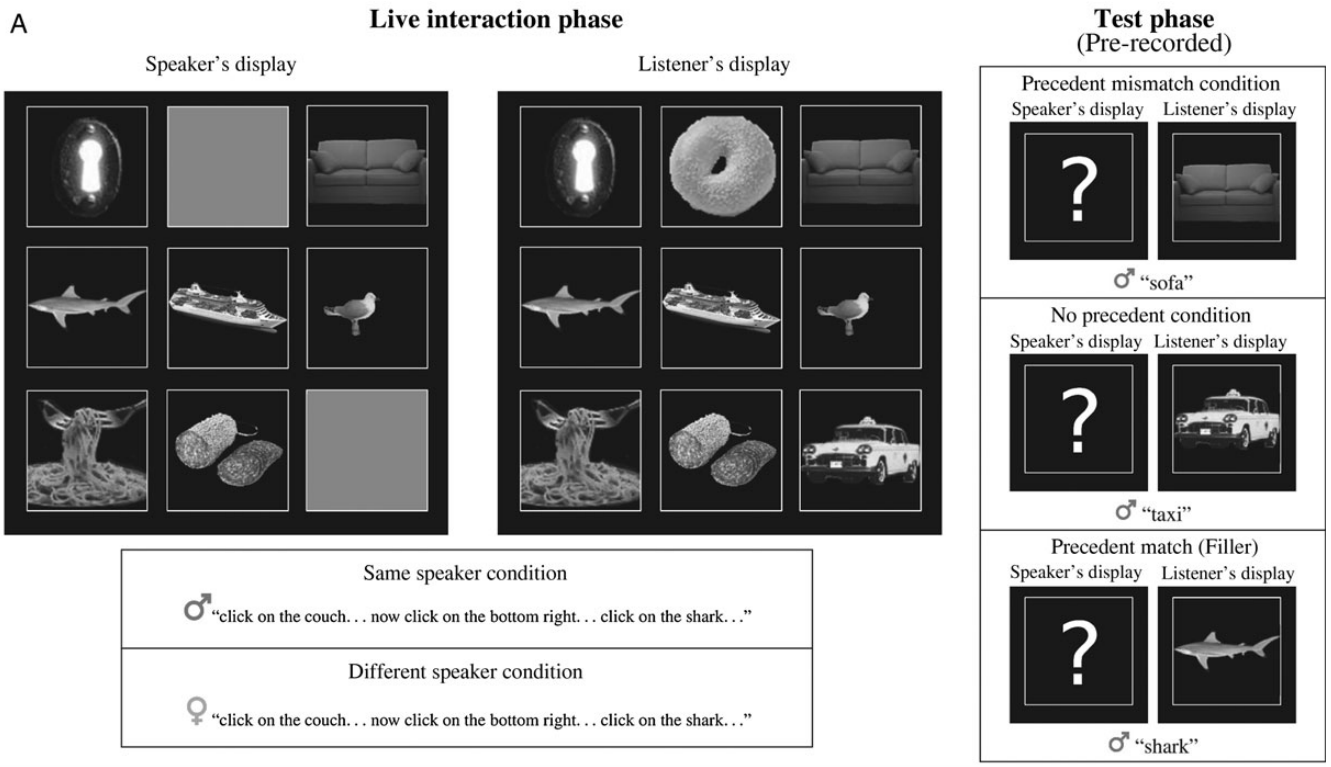 A
Live interaction phase
Speaker's display
Listener's display
Same speaker condition
♂ “click on the couch. . . now click on the bottom right. . . click on the shark. . .”
Different speaker condition
♀ “click on the couch. . . now click on the bottom right. . . click on the shark. . .”
Test phase
(Pre-recorded)
Precedent mismatch condition
Speaker's display Listener's display
?
♂ “sofa”
No precedent condition
Speaker's display Listener's display
?
♂ “taxi”
Precedent match (Filler)
Speaker's display Listener's display
?
♂ “shark”